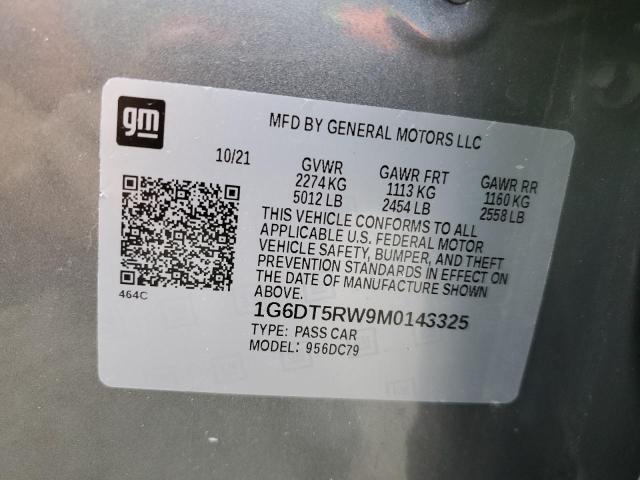 gm
MFD BY GENERAL MOTORS LLC
10/21 GVWR GAWR FRT GAWR RR
2274 KG 1113 KG 1160 KG
5012 LB 2454 LB 2558 LB
THIS VEHICLE CONFORMS TO ALL
APPLICABLE U.S. FEDERAL MOTOR
VEHICLE SAFETY, BUMPER, AND THEFT
PREVENTION STANDARDS IN EFFECT ON
THE DATE OF MANUFACTURE SHOWN
ABOVE.
464C
1G6DT5RW9M0143325
TYPE: PASS CAR
MODEL: 956DC79